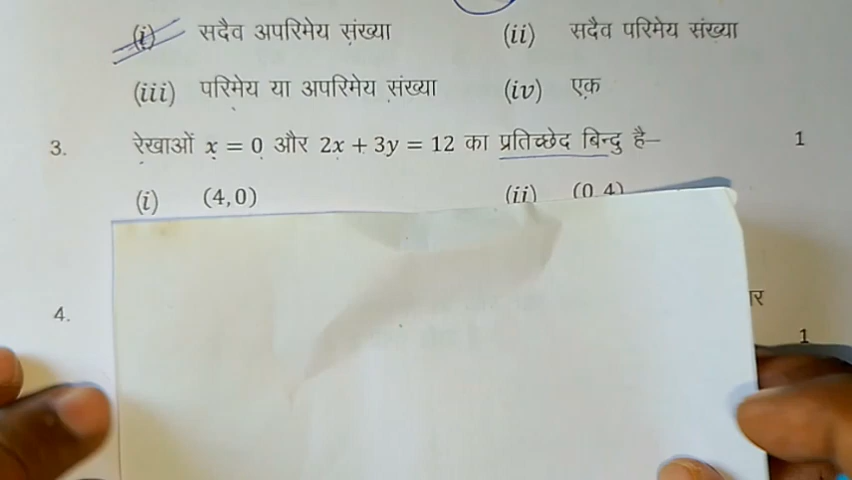 (i) सदैव अपरिमेय संख्या (ii) सदैव परिमेय संख्या
(iii) परिमेय या अपरिमेय संख्या (iv) एक
3. रेखाओं x = 0 और 2x + 3y = 12 का प्रतिच्छेद बिन्दु है– 1
(i) (4,0) (ii) (0,4)
4.
1